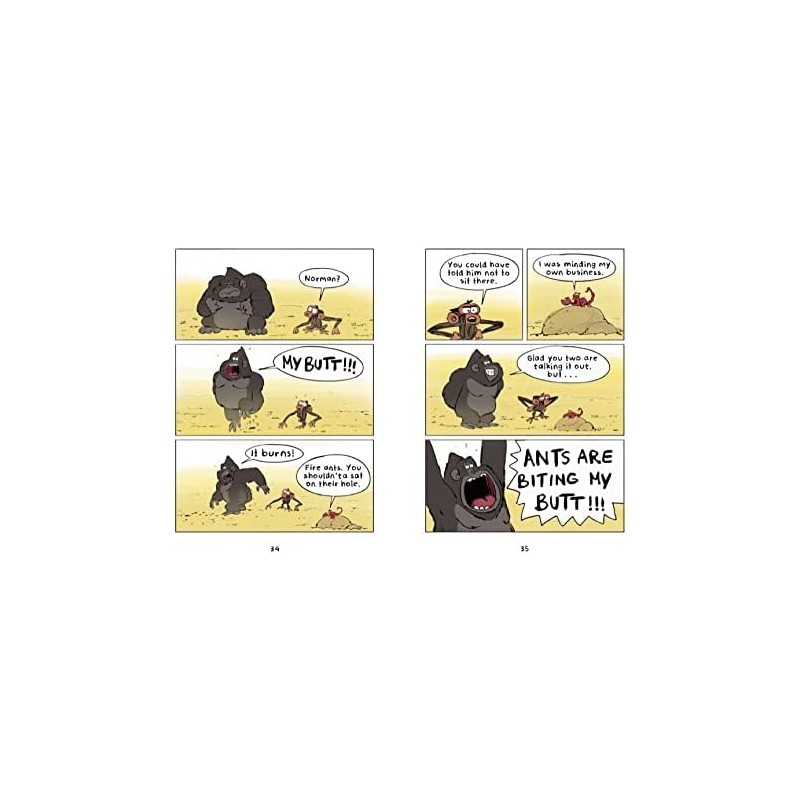 Norman?
MY BUTT!!!
It burns!
Fire ants. You
shouldn'ta sat
on their hole.
34
You could have
told him not to
sit there.
I was minding my
own business.
Glad you two are
talking it out,
but...
ANTS ARE
BITING MY
BUTT!!!
35